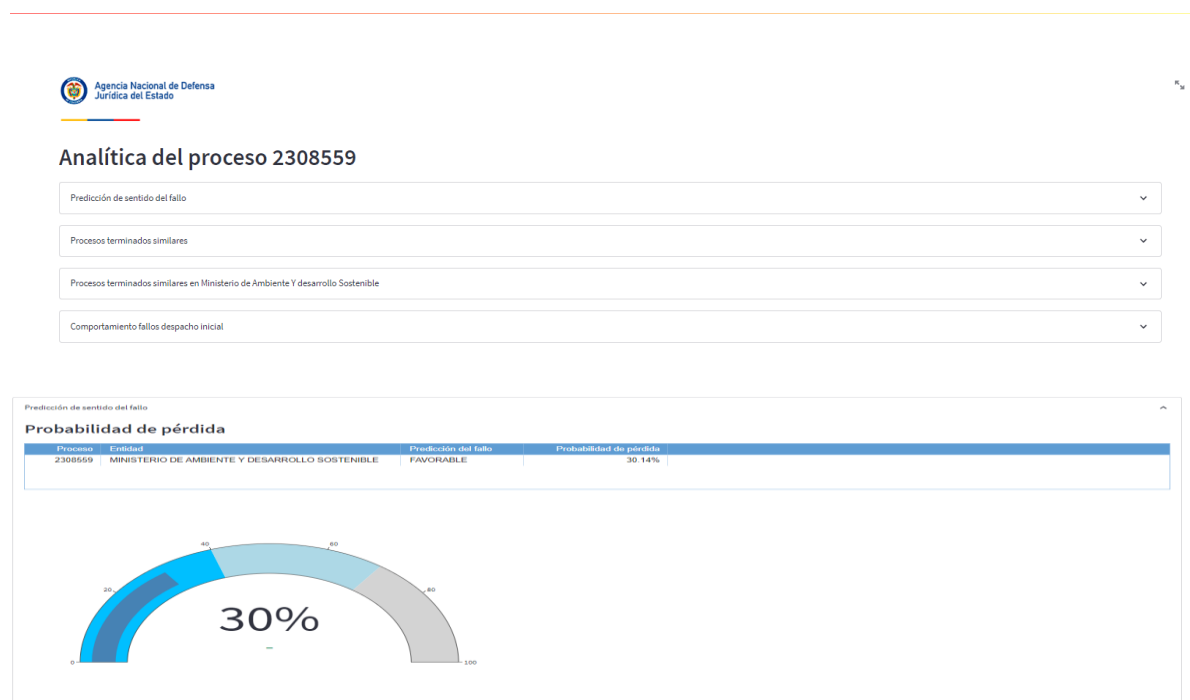 Agencia Nacional de Defensa
Jurídica del Estado
Analítica del proceso 2308559
Predicción de sentido del fallo
Procesos terminados similares
Procesos terminados similares en Ministerio de Ambiente Y desarrollo Sostenible
Comportamiento fallos despacho inicial
Predicción de sentido del fallo
Probabilidad de pérdida
Proceso Entidad Predicción del fallo Probabilidad de pérdida
2308559 MINISTERIO DE AMBIENTE Y DESARROLLO SOSTENIBLE FAVORABLE 30.14%
40 60
20 80
30%
-
0 100